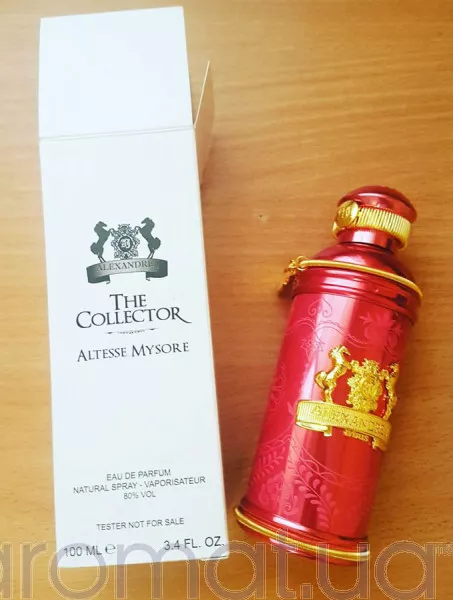 ALEXANDRE
THE
COLLECTOR
ALTESSE MYSORE
EAU DE PARFUM
NATURAL SPRAY - VAPORISATEUR
80% VOL
TESTER NOT FOR SALE
100 ML e 3.4 FL. OZ.
ALEXANDRE
aromat.ua